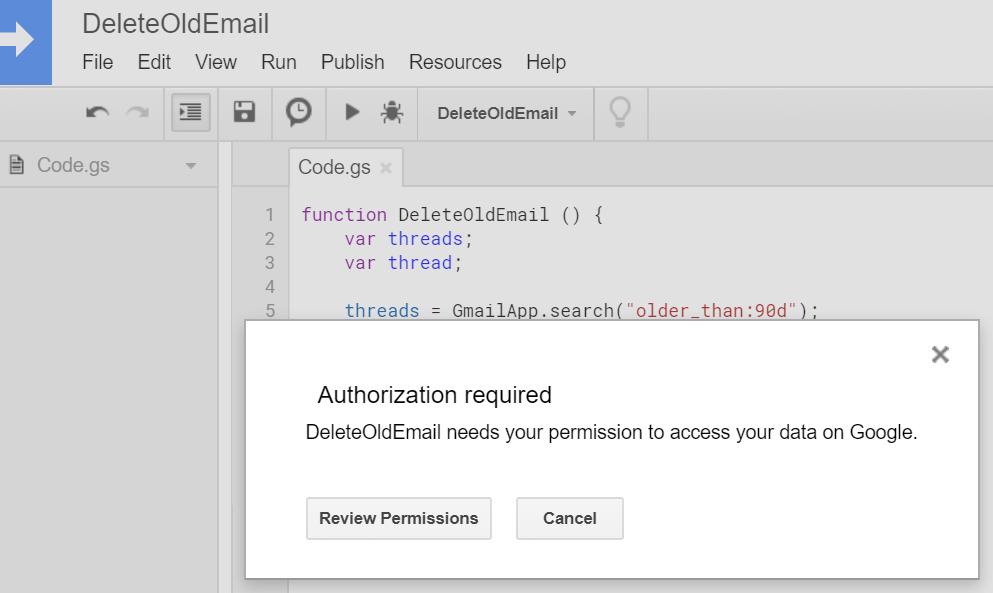 DeleteOldEmail
File Edit View Run Publish Resources Help
DeleteOldEmail
Code.gs
Code.gs
1 function DeleteOldEmail () {
2 var threads;
3 var thread;
4
5 threads = GmailApp.search("older_than:90d");
Authorization required
DeleteOldEmail needs your permission to access your data on Google.
Review Permissions Cancel